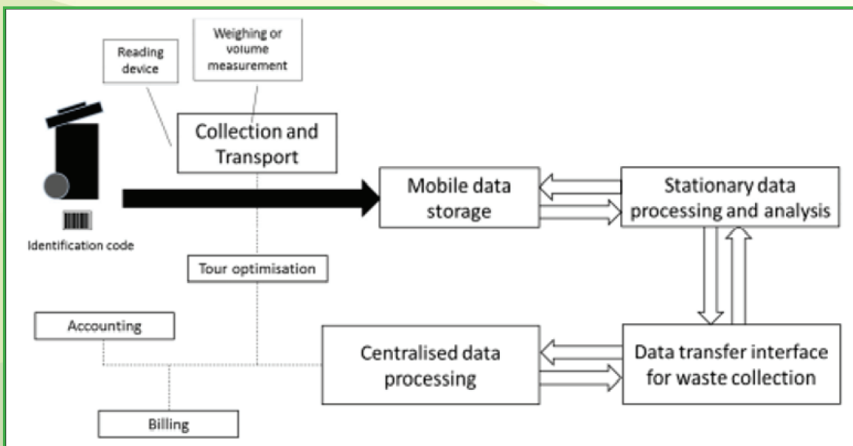 Weighing or
volume
measurement
Reading
device
Collection and
Transport
Mobile data
storage
Stationary data
processing and analysis
Identification code
Tour optimisation
Accounting
Centralised data
processing
Data transfer interface
for waste collection
Billing